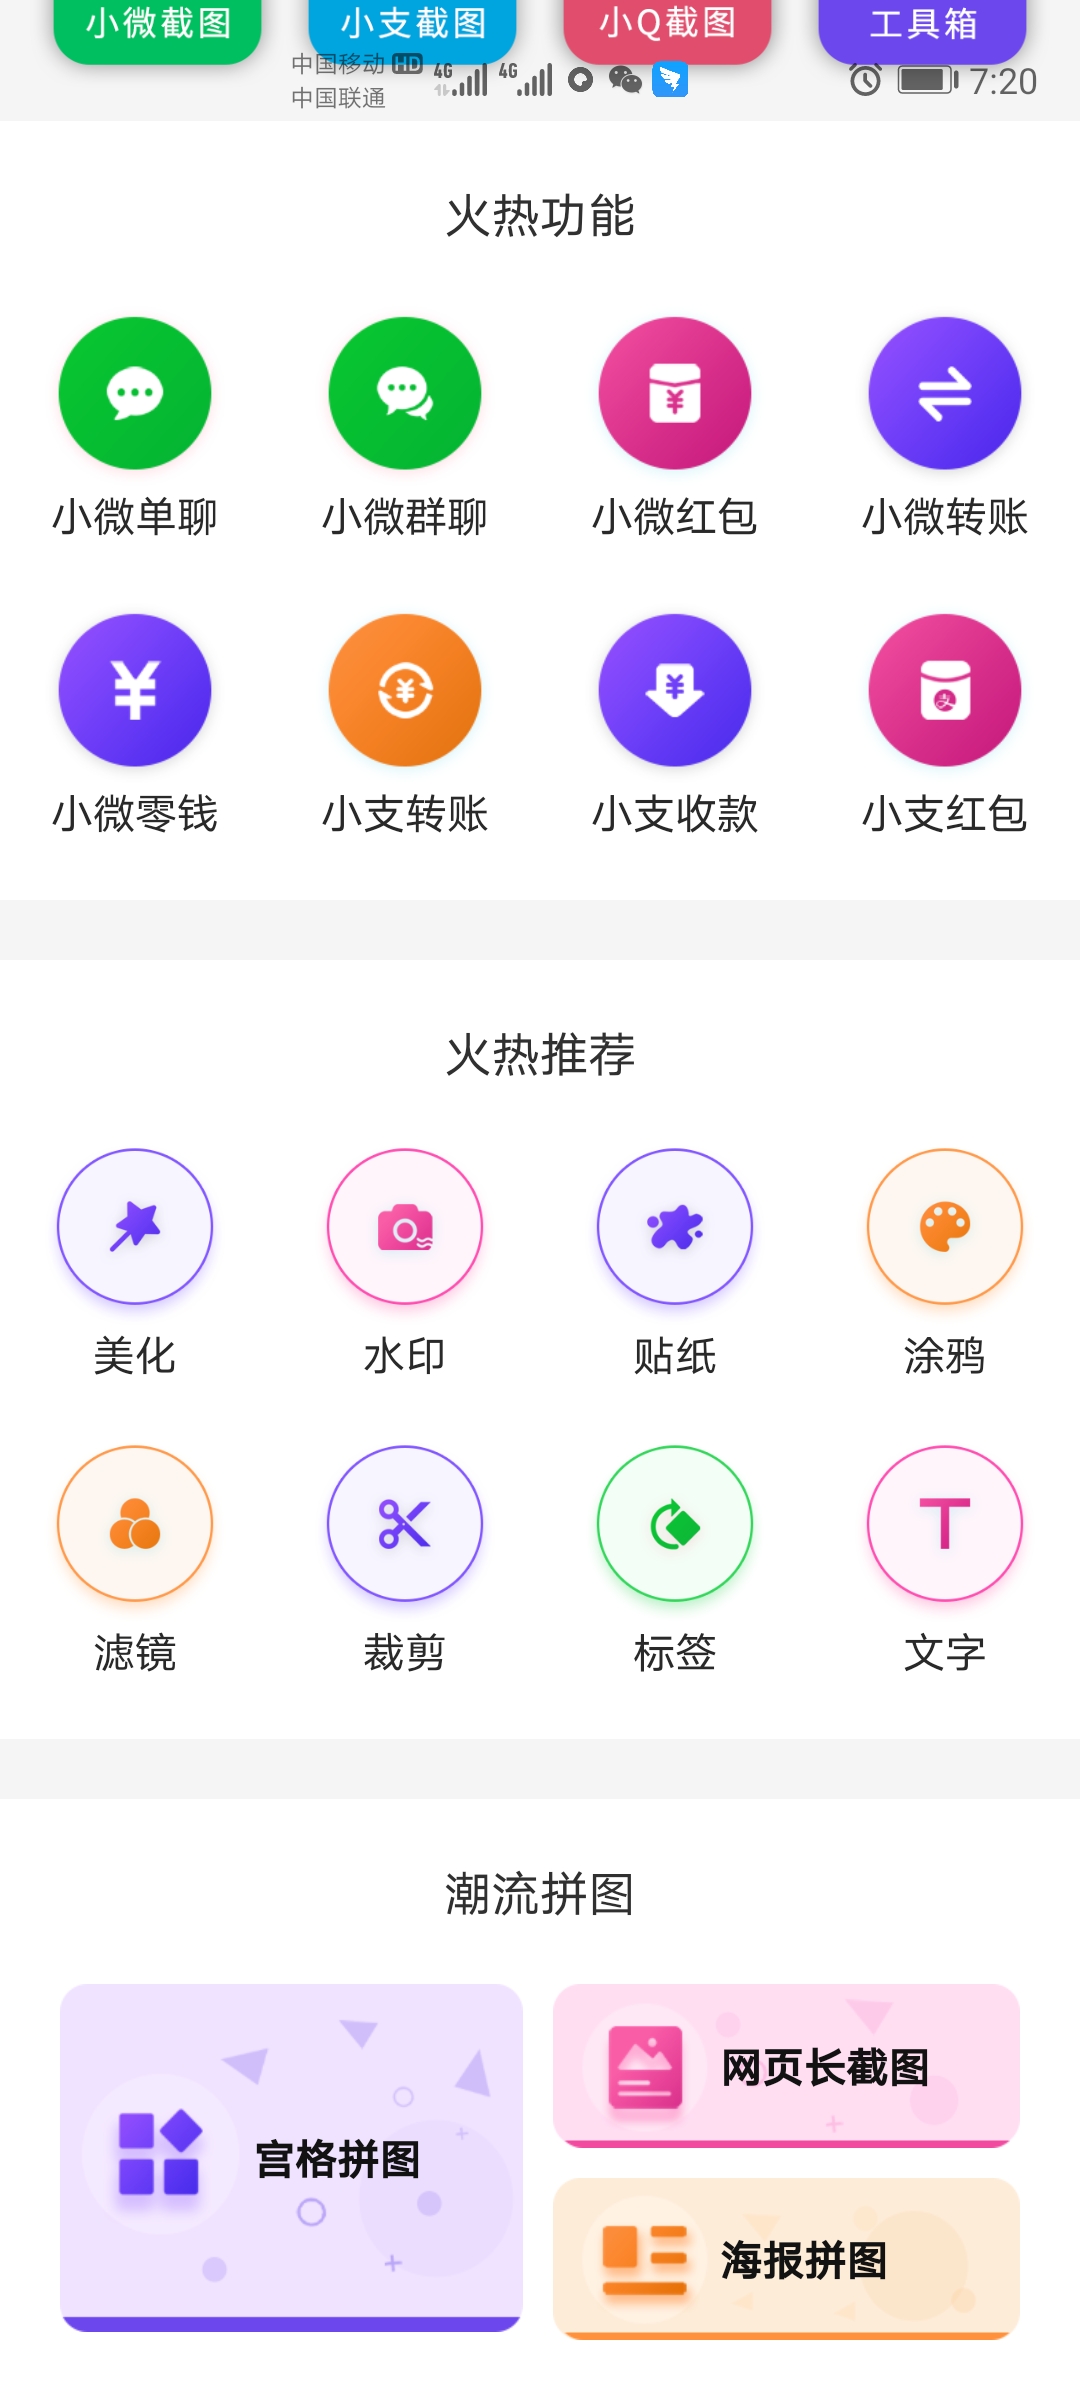 小微截图 小支截图 小Q截图 工具箱
中国移动 HD 4G 4G 7:20
中国联通
火热功能
小微单聊 小微群聊 小微红包 小微转账
小微零钱 小支转账 小支收款 小支红包
火热推荐
美化 水印 贴纸 涂鸦
滤镜 裁剪 标签 文字
潮流拼图
网页长截图
宫格拼图
海报拼图